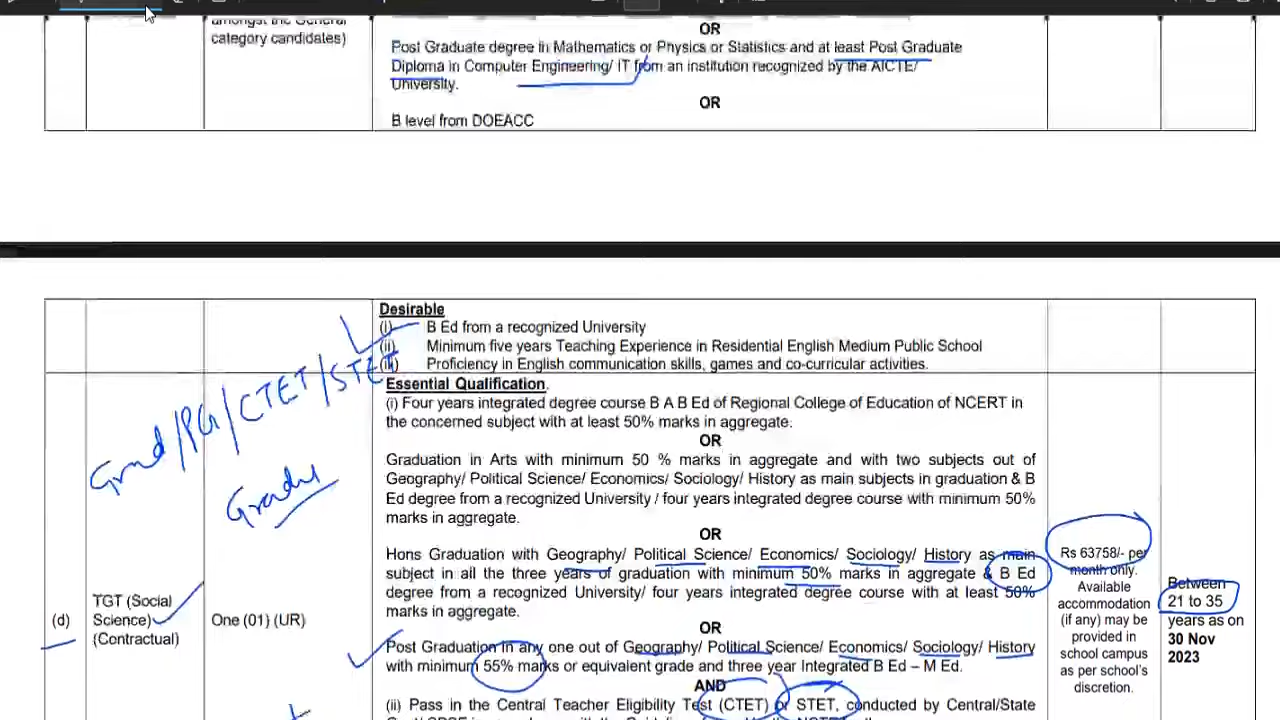 amongst the General
category candidates)
OR
Post Graduate degree in Mathematics or Physics or Statistics and at least Post Graduate
Diploma in Computer Engineering/ IT from an institution recognized by the AICTE/
University.
OR
B level from DOEACC
Desirable
(i) B Ed from a recognized University
(ii) Minimum five years Teaching Experience in Residential English Medium Public School
(iii) Proficiency in English communication skills, games and co-curricular activities.
Grad/PG/CTET/STET
Gradu
(d)
TGT (Social
Science)
(Contractual)
One (01) (UR)
Essential Qualification.
(i) Four years integrated degree course B A B Ed of Regional College of Education of NCERT in
the concerned subject with at least 50% marks in aggregate.
OR
Graduation in Arts with minimum 50 % marks in aggregate and with two subjects out of
Geography/ Political Science/ Economics/ Sociology/ History as main subjects in graduation & B
Ed degree from a recognized University / four years integrated degree course with minimum 50%
marks in aggregate.
OR
Hons Graduation with Geography/ Political Science/ Economics/ Sociology/ History as main
subject in all the three years of graduation with minimum 50% marks in aggregate & B Ed
degree from a recognized University/ four years integrated degree course with at least 50%
marks in aggregate.
OR
Post Graduation in any one out of Geography/ Political Science/ Economics/ Sociology/ History
with minimum 55% marks or equivalent grade and three year Integrated B Ed – M Ed.
AND
(ii) Pass in the Central Teacher Eligibility Test (CTET) or STET, conducted by Central/State
Rs 63758/- per
month only.
Available
accommodation
(if any) may be
provided in
school campus
as per school's
discretion.
Between
21 to 35
years as on
30 Nov
2023